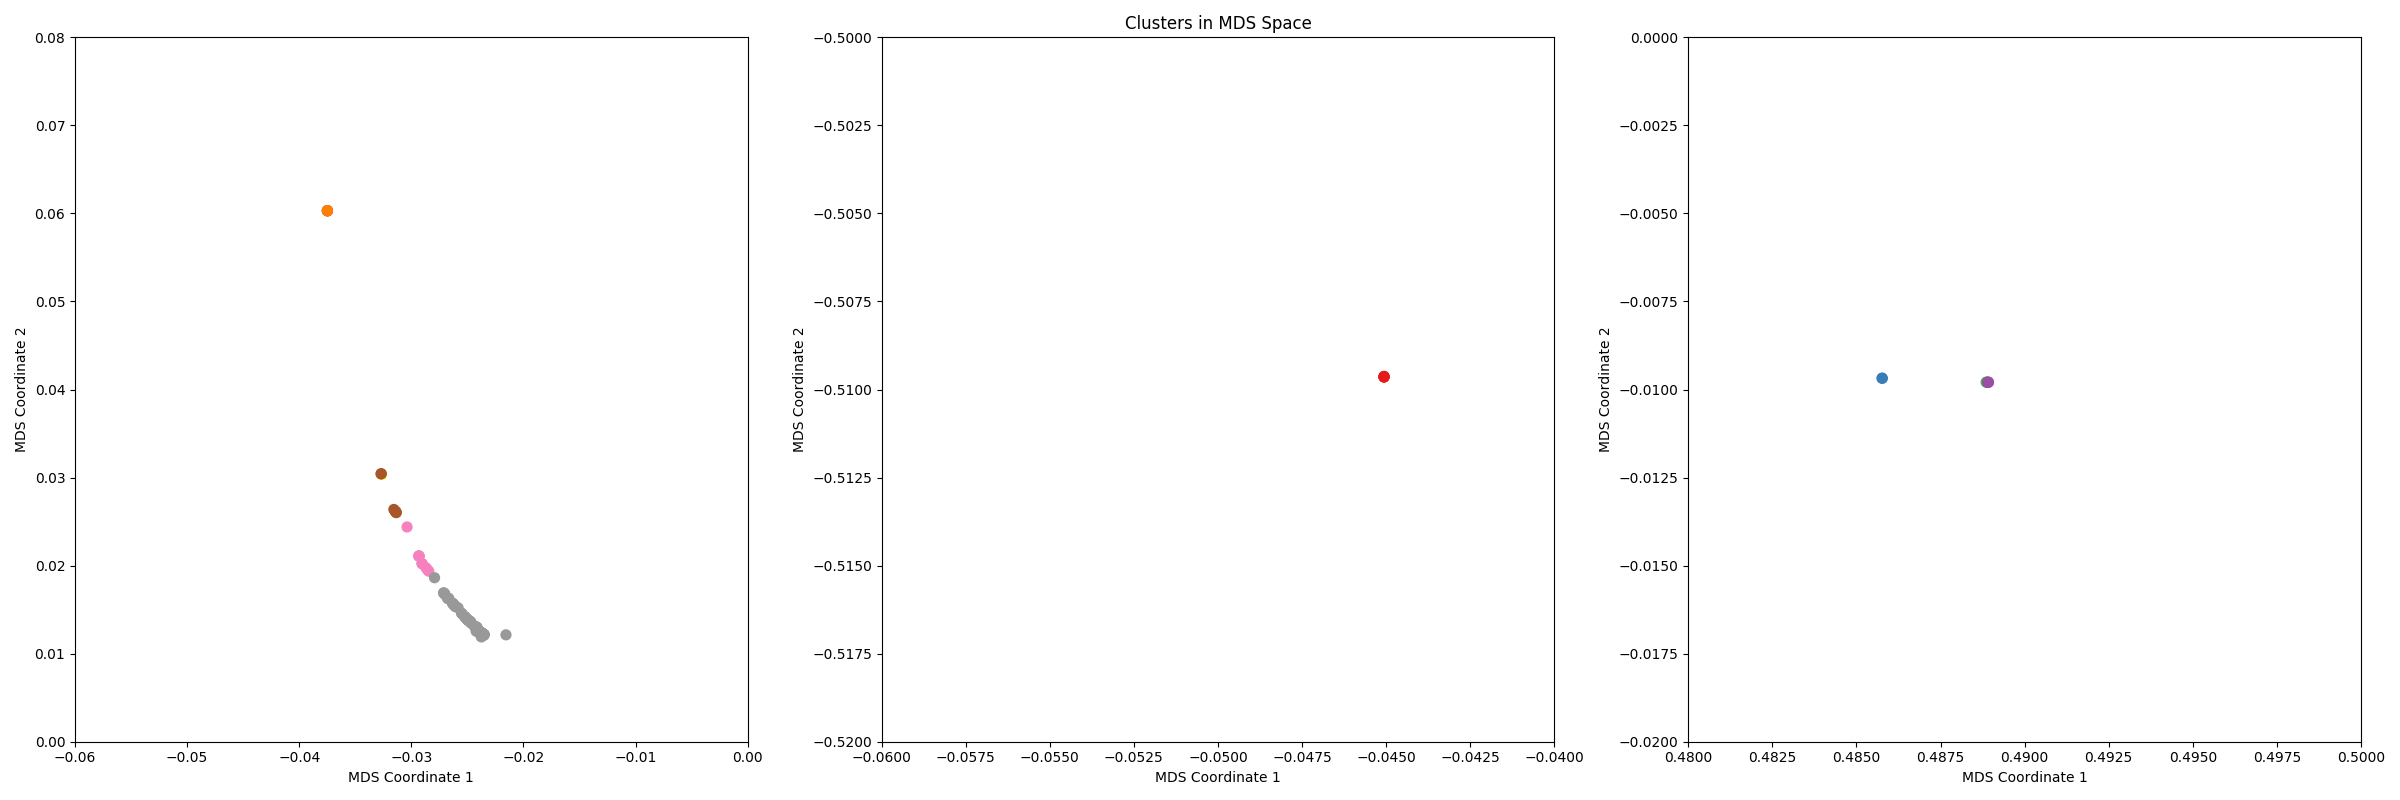 Clusters in MDS Space
0.08
0.07
0.06
0.05
0.04
0.03
0.02
0.01
0.00
MDS Coordinate 2
−0.06 −0.05 −0.04 −0.03 −0.02 −0.01 0.00
MDS Coordinate 1
−0.5000
−0.5025
−0.5050
−0.5075
−0.5100
−0.5125
−0.5150
−0.5175
−0.5200
MDS Coordinate 2
−0.0600 −0.0575 −0.0550 −0.0525 −0.0500 −0.0475 −0.0450 −0.0425 −0.0400
MDS Coordinate 1
0.0000
−0.0025
−0.0050
−0.0075
−0.0100
−0.0125
−0.0150
−0.0175
−0.0200
MDS Coordinate 2
0.4800 0.4825 0.4850 0.4875 0.4900 0.4925 0.4950 0.4975 0.5000
MDS Coordinate 1